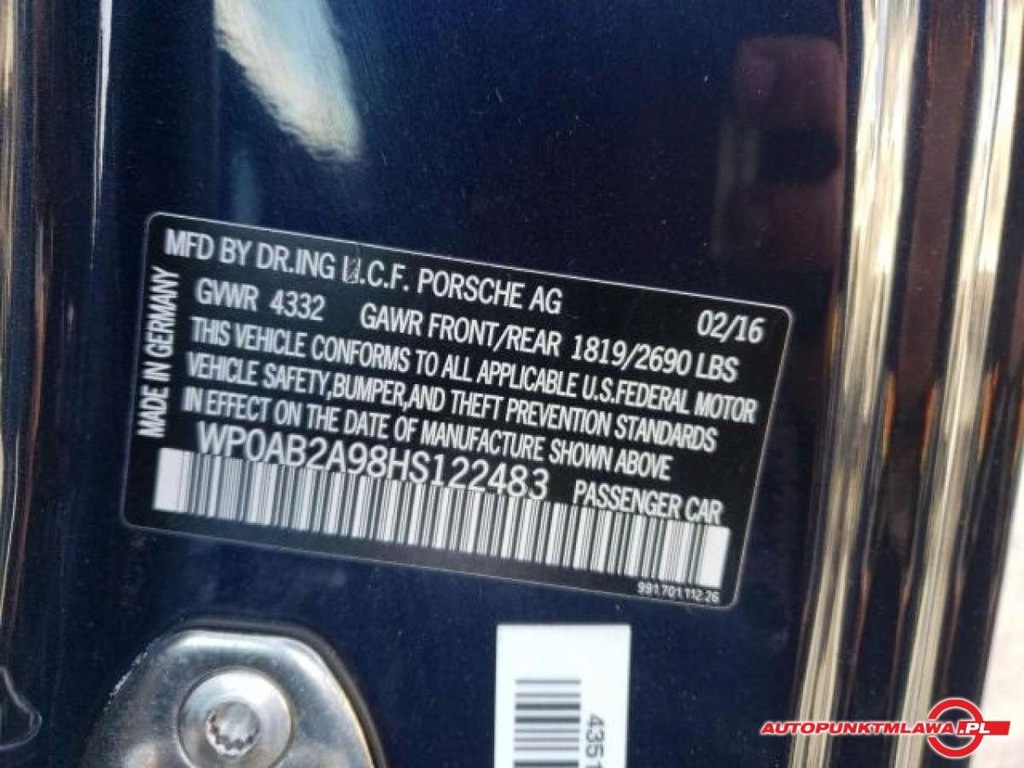 MFD BY DR.ING H.C.F. PORSCHE AG 02/16
GVWR 4332 GAWR FRONT/REAR 1819/2690 LBS
THIS VEHICLE CONFORMS TO ALL APPLICABLE U.S.FEDERAL MOTOR
VEHICLE SAFETY,BUMPER,AND THEFT PREVENTION STANDARDS
IN EFFECT ON THE DATE OF MANUFACTURE SHOWN ABOVE
WP0AB2A98HS122483 PASSENGER CAR
991.701.112.26
MADE IN GERMANY
4351
AUTOPUNKTMLAWA.PL